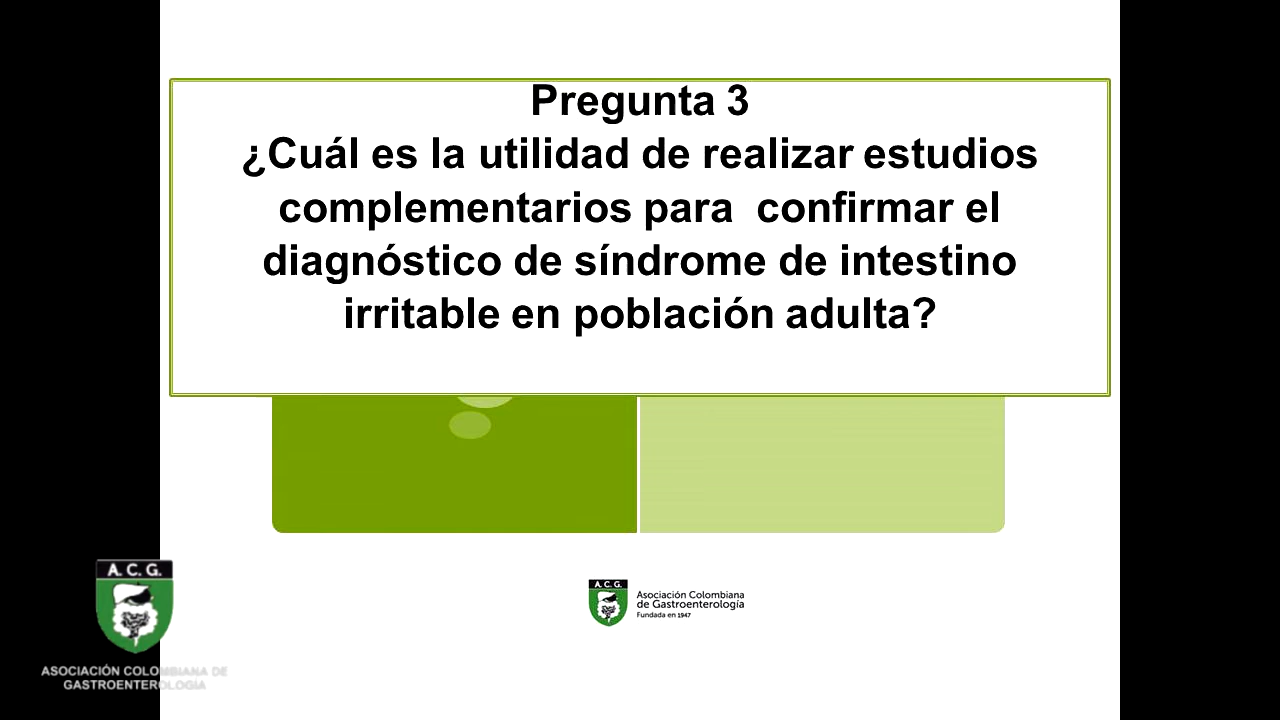 Pregunta 3
¿Cuál es la utilidad de realizar estudios
complementarios para  confirmar el
diagnóstico de síndrome de intestino
irritable en población adulta?
A. C. G.
Asociación Colombiana
de Gastroenterología
Fundada en 1947
A. C. G.
ASOCIACIÓN COLOMBIANA DE
GASTROENTEROLOGÍA